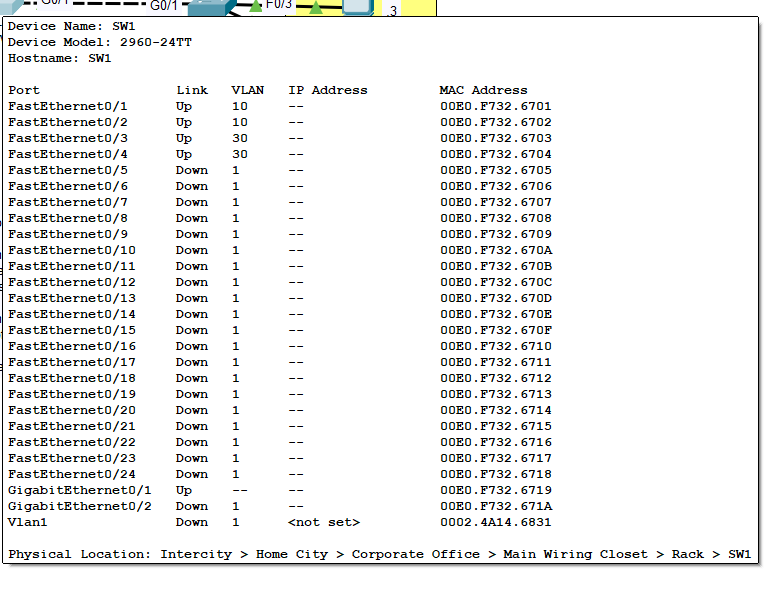 G0/1 G0/1 F0/3 .3
Device Name: SW1
Device Model: 2960-24TT
Hostname: SW1
Port Link VLAN IP Address MAC Address
FastEthernet0/1 Up 10 -- 00E0.F732.6701
FastEthernet0/2 Up 10 -- 00E0.F732.6702
FastEthernet0/3 Up 30 -- 00E0.F732.6703
FastEthernet0/4 Up 30 -- 00E0.F732.6704
FastEthernet0/5 Down 1 -- 00E0.F732.6705
FastEthernet0/6 Down 1 -- 00E0.F732.6706
FastEthernet0/7 Down 1 -- 00E0.F732.6707
FastEthernet0/8 Down 1 -- 00E0.F732.6708
FastEthernet0/9 Down 1 -- 00E0.F732.6709
FastEthernet0/10 Down 1 -- 00E0.F732.670A
FastEthernet0/11 Down 1 -- 00E0.F732.670B
FastEthernet0/12 Down 1 -- 00E0.F732.670C
FastEthernet0/13 Down 1 -- 00E0.F732.670D
FastEthernet0/14 Down 1 -- 00E0.F732.670E
FastEthernet0/15 Down 1 -- 00E0.F732.670F
FastEthernet0/16 Down 1 -- 00E0.F732.6710
FastEthernet0/17 Down 1 -- 00E0.F732.6711
FastEthernet0/18 Down 1 -- 00E0.F732.6712
FastEthernet0/19 Down 1 -- 00E0.F732.6713
FastEthernet0/20 Down 1 -- 00E0.F732.6714
FastEthernet0/21 Down 1 -- 00E0.F732.6715
FastEthernet0/22 Down 1 -- 00E0.F732.6716
FastEthernet0/23 Down 1 -- 00E0.F732.6717
FastEthernet0/24 Down 1 -- 00E0.F732.6718
GigabitEthernet0/1 Up -- -- 00E0.F732.6719
GigabitEthernet0/2 Down 1 -- 00E0.F732.671A
Vlan1 Down 1 <not set> 0002.4A14.6831
Physical Location: Intercity > Home City > Corporate Office > Main Wiring Closet > Rack > SW1